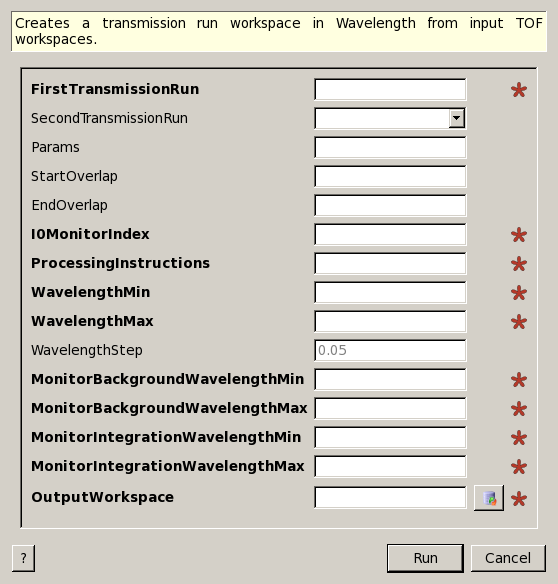 Creates a transmission run workspace in Wavelength from input TOF
workspaces.
FirstTransmissionRun
SecondTransmissionRun
Params
StartOverlap
EndOverlap
I0MonitorIndex
ProcessingInstructions
WavelengthMin
WavelengthMax
WavelengthStep 0.05
MonitorBackgroundWavelengthMin
MonitorBackgroundWavelengthMax
MonitorIntegrationWavelengthMin
MonitorIntegrationWavelengthMax
OutputWorkspace
? Run Cancel